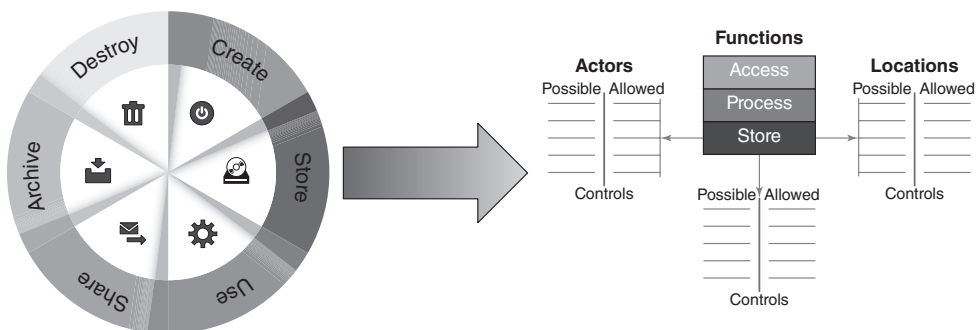 Destroy
Create
Store
Use
Share
Archive
Functions
Access
Process
Store
Actors
Possible Allowed
Controls
Locations
Possible Allowed
Controls
Possible Allowed
Controls